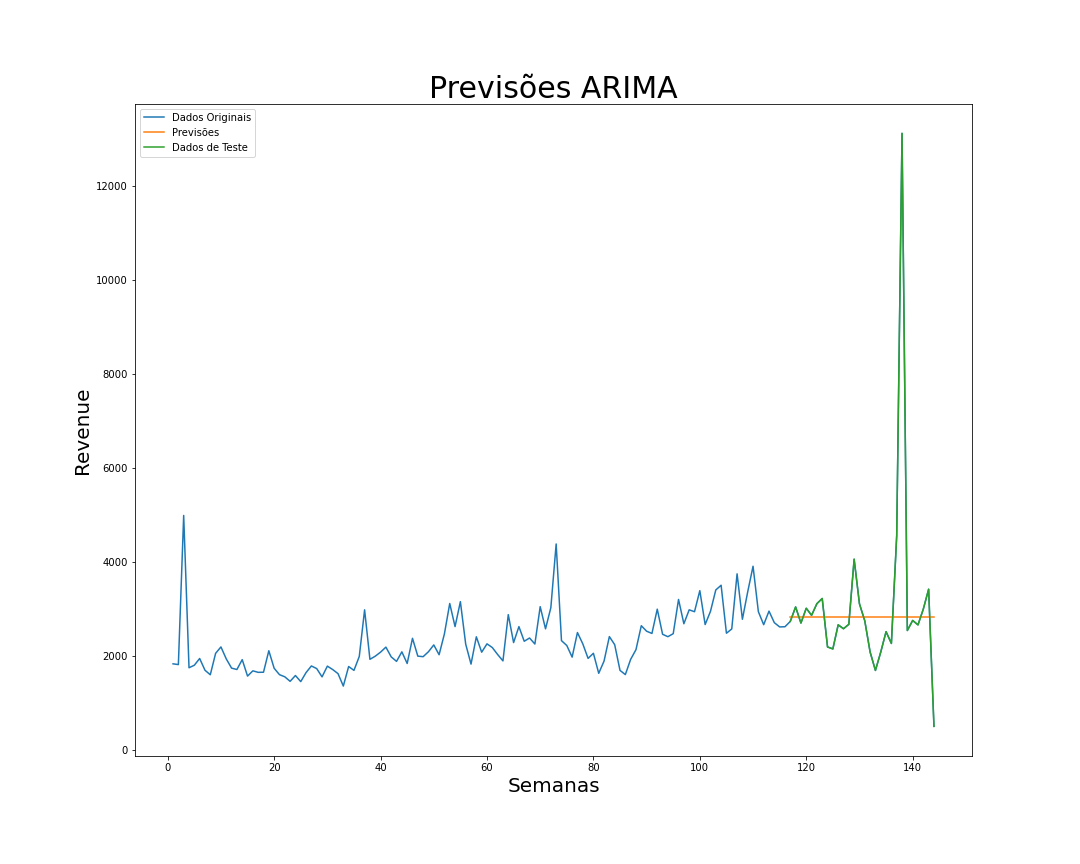 Previsões ARIMA
Dados Originais
Previsões
Dados de Teste
12000
10000
8000
6000
4000
2000
0
Revenue
0 20 40 60 80 100 120 140
Semanas